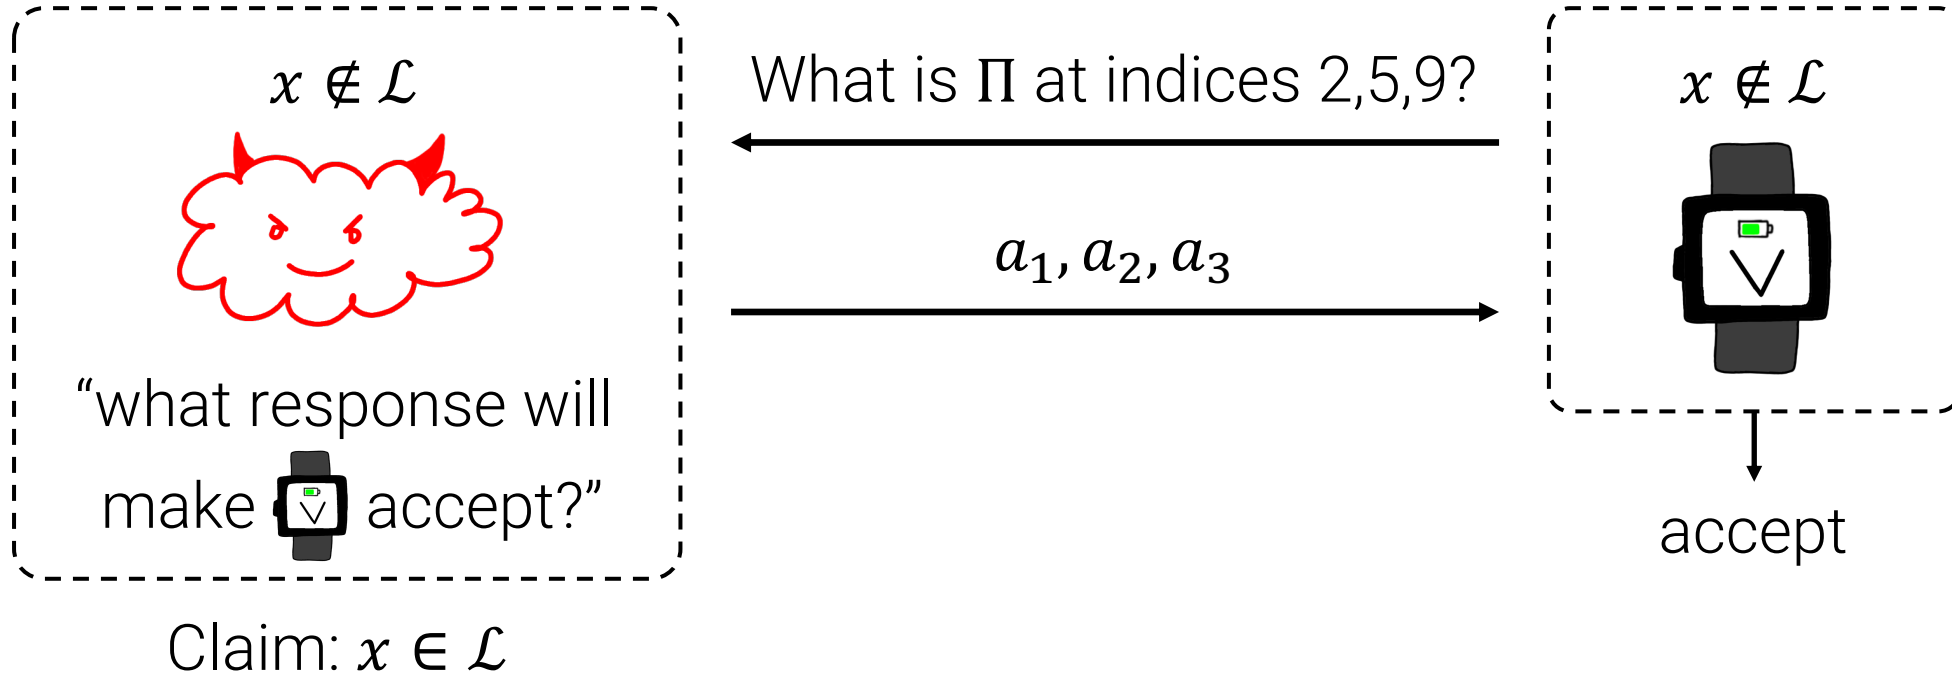 x ∉ ℒ
“what response will
make accept?”
Claim: x ∈ ℒ
What is Π at indices 2,5,9?
a₁, a₂, a₃
x ∉ ℒ
V
accept